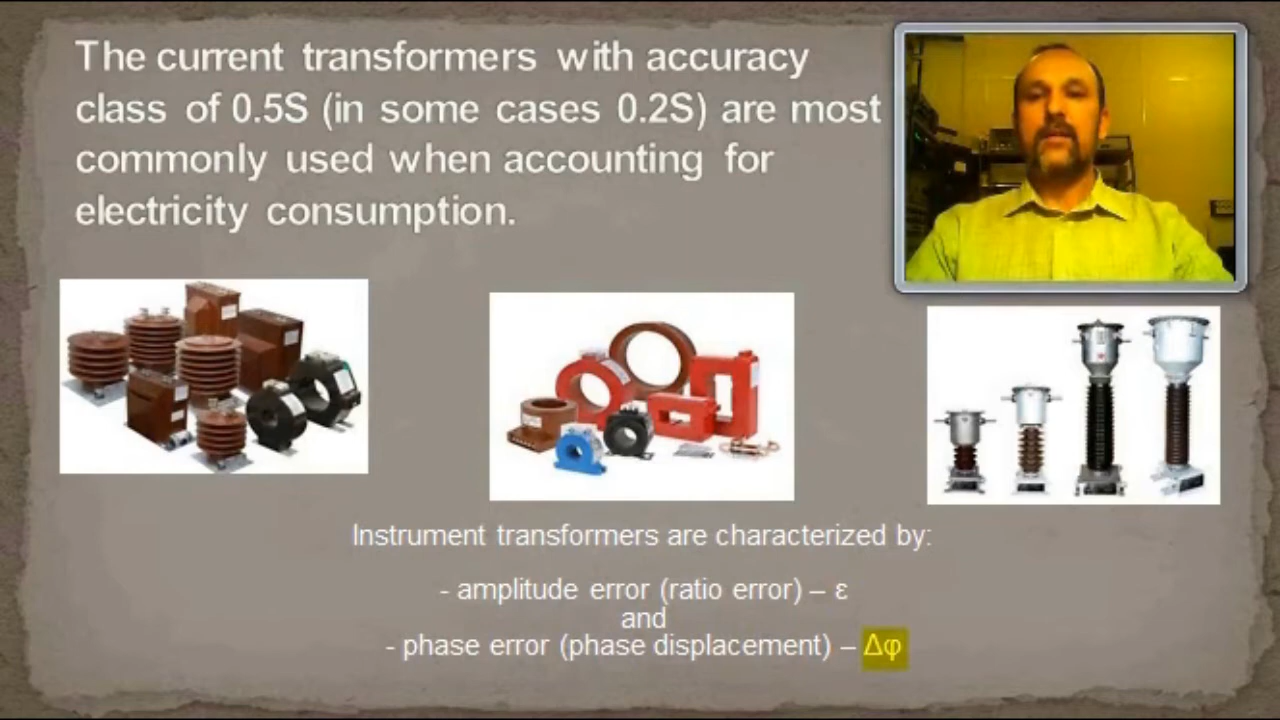 The current transformers with accuracy
class of 0.5S (in some cases 0.2S) are most
commonly used when accounting for
electricity consumption.
Instrument transformers are characterized by:
- amplitude error (ratio error) – ε
and
- phase error (phase displacement) – Δφ